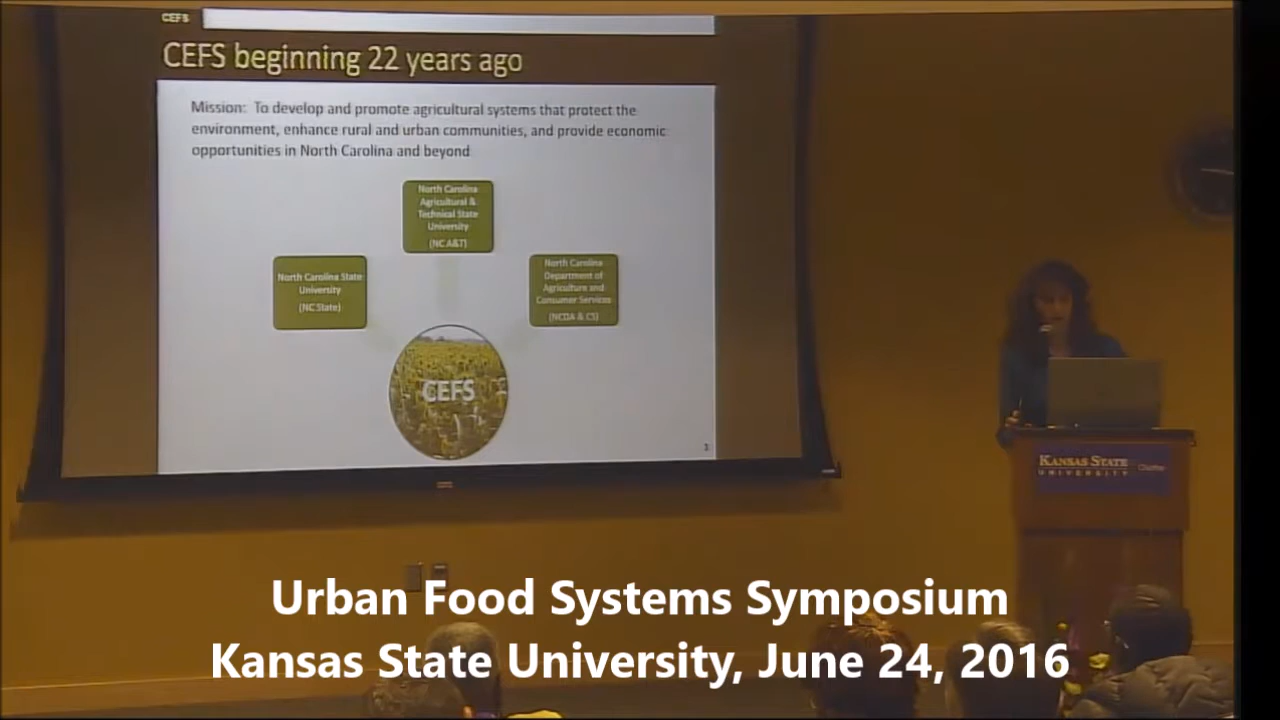 CEFS
CEFS beginning 22 years ago
Mission: To develop and promote agricultural systems that protect the
environment, enhance rural and urban communities, and provide economic
opportunities in North Carolina and beyond
North Carolina
Agricultural &
Technical State
University
(NC A&T)
North Carolina State
University
(NC State)
North Carolina
Department of
Agriculture and
Consumer Services
(NCDA & CS)
CEFS
3
KANSAS STATE
UNIVERSITY
Olathe
Urban Food Systems Symposium
Kansas State University, June 24, 2016